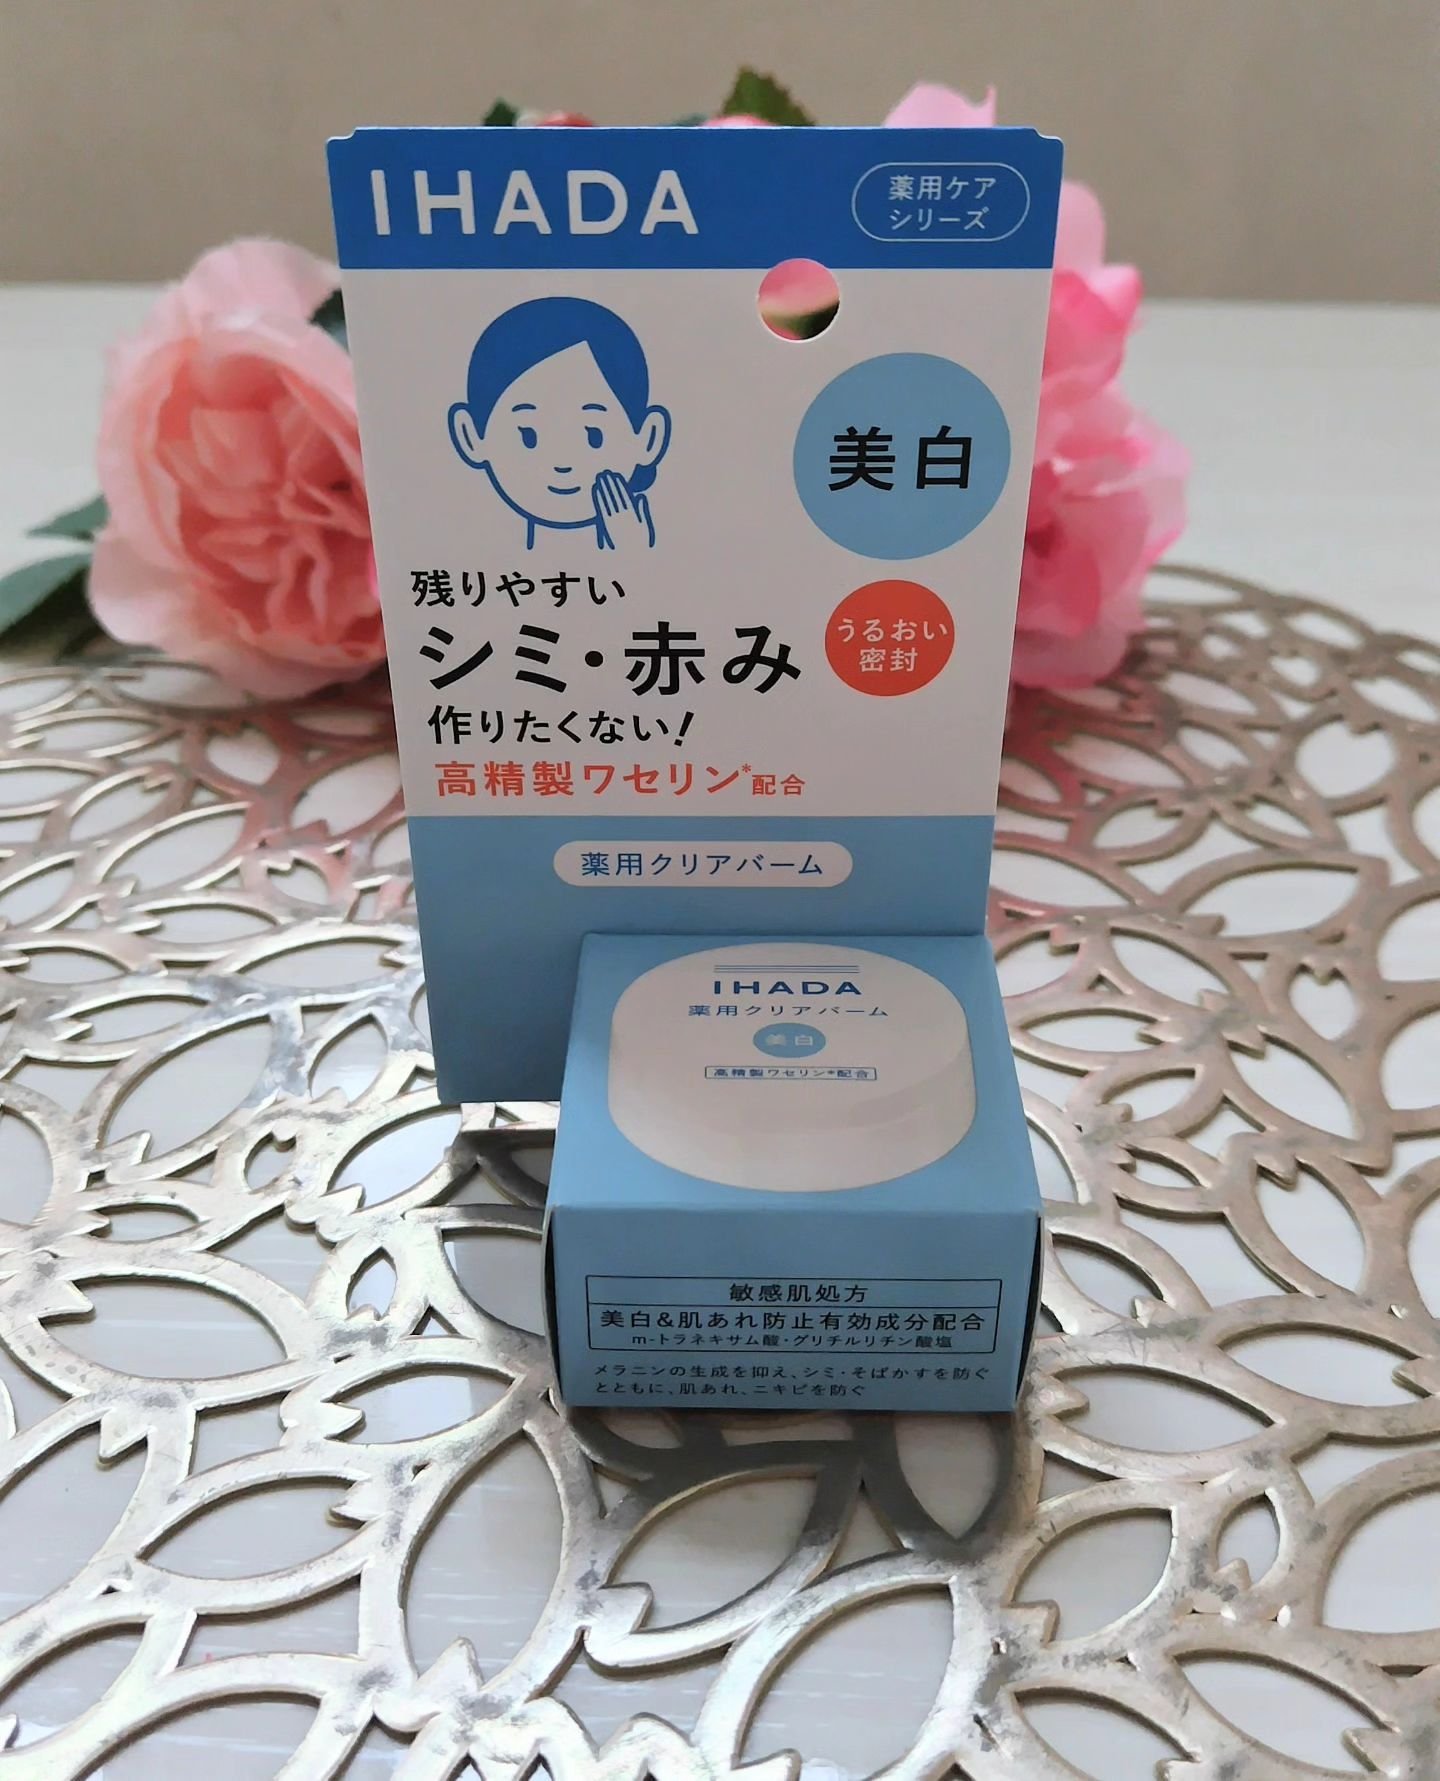 IHADA
薬用ケア
シリーズ
美白
残りやすい
シミ・赤み
作りたくない!
うるおい
密封
高精製ワセリン*配合
薬用クリアバーム
IHADA
薬用クリアバーム
美白
高精製ワセリン*配合
敏感肌処方
美白&肌あれ防止有効成分配合
m-トラネキサム酸・グリチルリチン酸塩
メラニンの生成を抑え、シミ・そばかすを防ぐ
とともに、肌あれ、ニキビを防ぐ